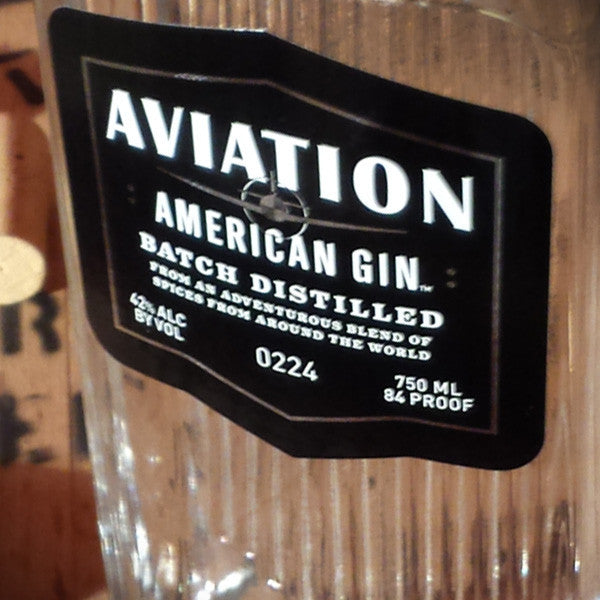 AVIATION
AMERICAN GIN™
BATCH DISTILLED
FROM AN ADVENTUROUS BLEND OF
SPICES FROM AROUND THE WORLD
42% ALC
BY VOL
0224
750 ML
84 PROOF